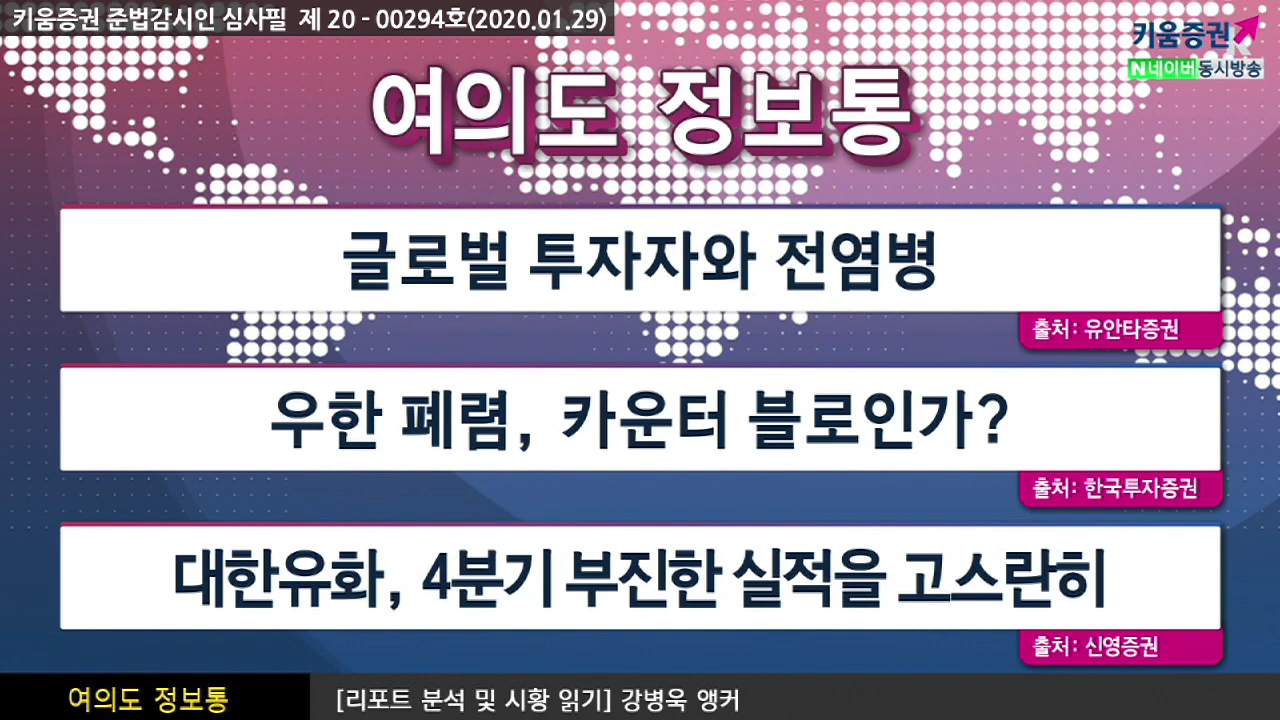 키움증권 준법감시인 심사필 제 20 - 00294호(2020.01.29)
키움증권
N네이버 동시방송
여의도 정보통
글로벌 투자자와 전염병
출처: 유안타증권
우한 폐렴, 카운터 블로인가?
출처: 한국투자증권
대한유화, 4분기 부진한 실적을 고스란히
출처: 신영증권
여의도 정보통
[리포트 분석 및 시황 읽기] 강병욱 앵커